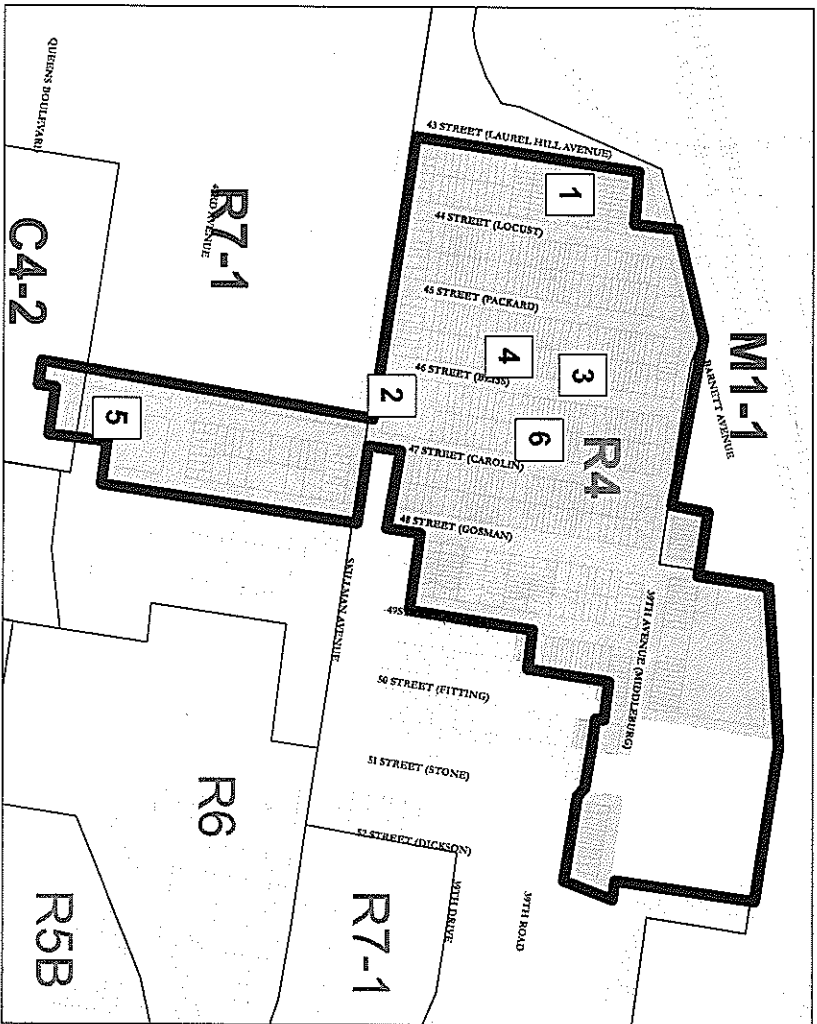 M1-1
BARNETT AVENUE
43 STREET (LAUREL HILL AVENUE)
1
44 STREET (LOCUST)
45 STREET (PACKARD)
3
4
46 STREET (BLISS)
6
R4
2
47 STREET (CAROLIN)
48 STREET (GOSMAN)
39TH AVENUE (MIDDLEBURG)
49S
50 STREET (FITTING)
51 STREET (STONE)
52 STREET (DICKSON)
39TH ROAD
39TH DRIVE
SKILLMAN AVENUE
R7-1
43RD AVENUE
QUEENS BOULEVARD
C4-2
5
R6
R7-1
R5B